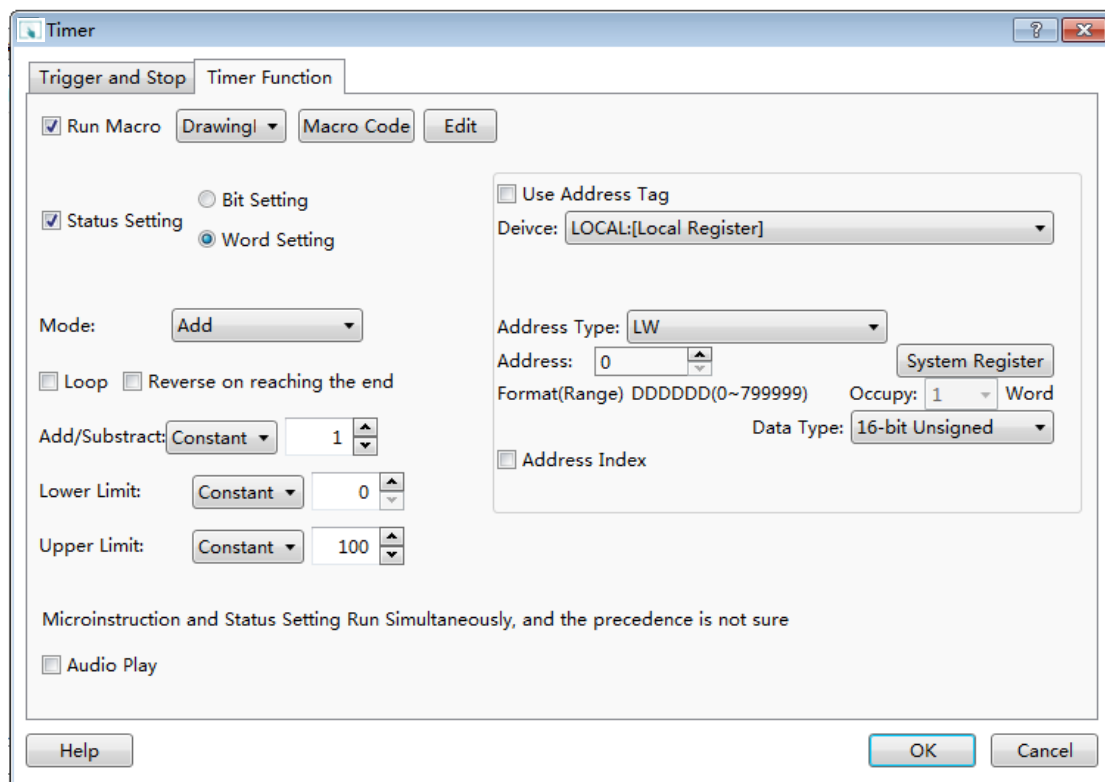 Timer
Trigger and Stop Timer Function
Run Macro DrawingI Macro Code Edit
Status Setting
Bit Setting
Word Setting
Use Address Tag
Deivce: LOCAL:[Local Register]
Mode: Add
Loop Reverse on reaching the end
Add/Substract: Constant 1
Lower Limit: Constant 0
Upper Limit: Constant 100
Address Type: LW
Address: 0 System Register
Format(Range) DDDDDD(0~799999) Occupy: 1 Word
Data Type: 16-bit Unsigned
Address Index
Microinstruction and Status Setting Run Simultaneously, and the precedence is not sure
Audio Play
Help OK Cancel